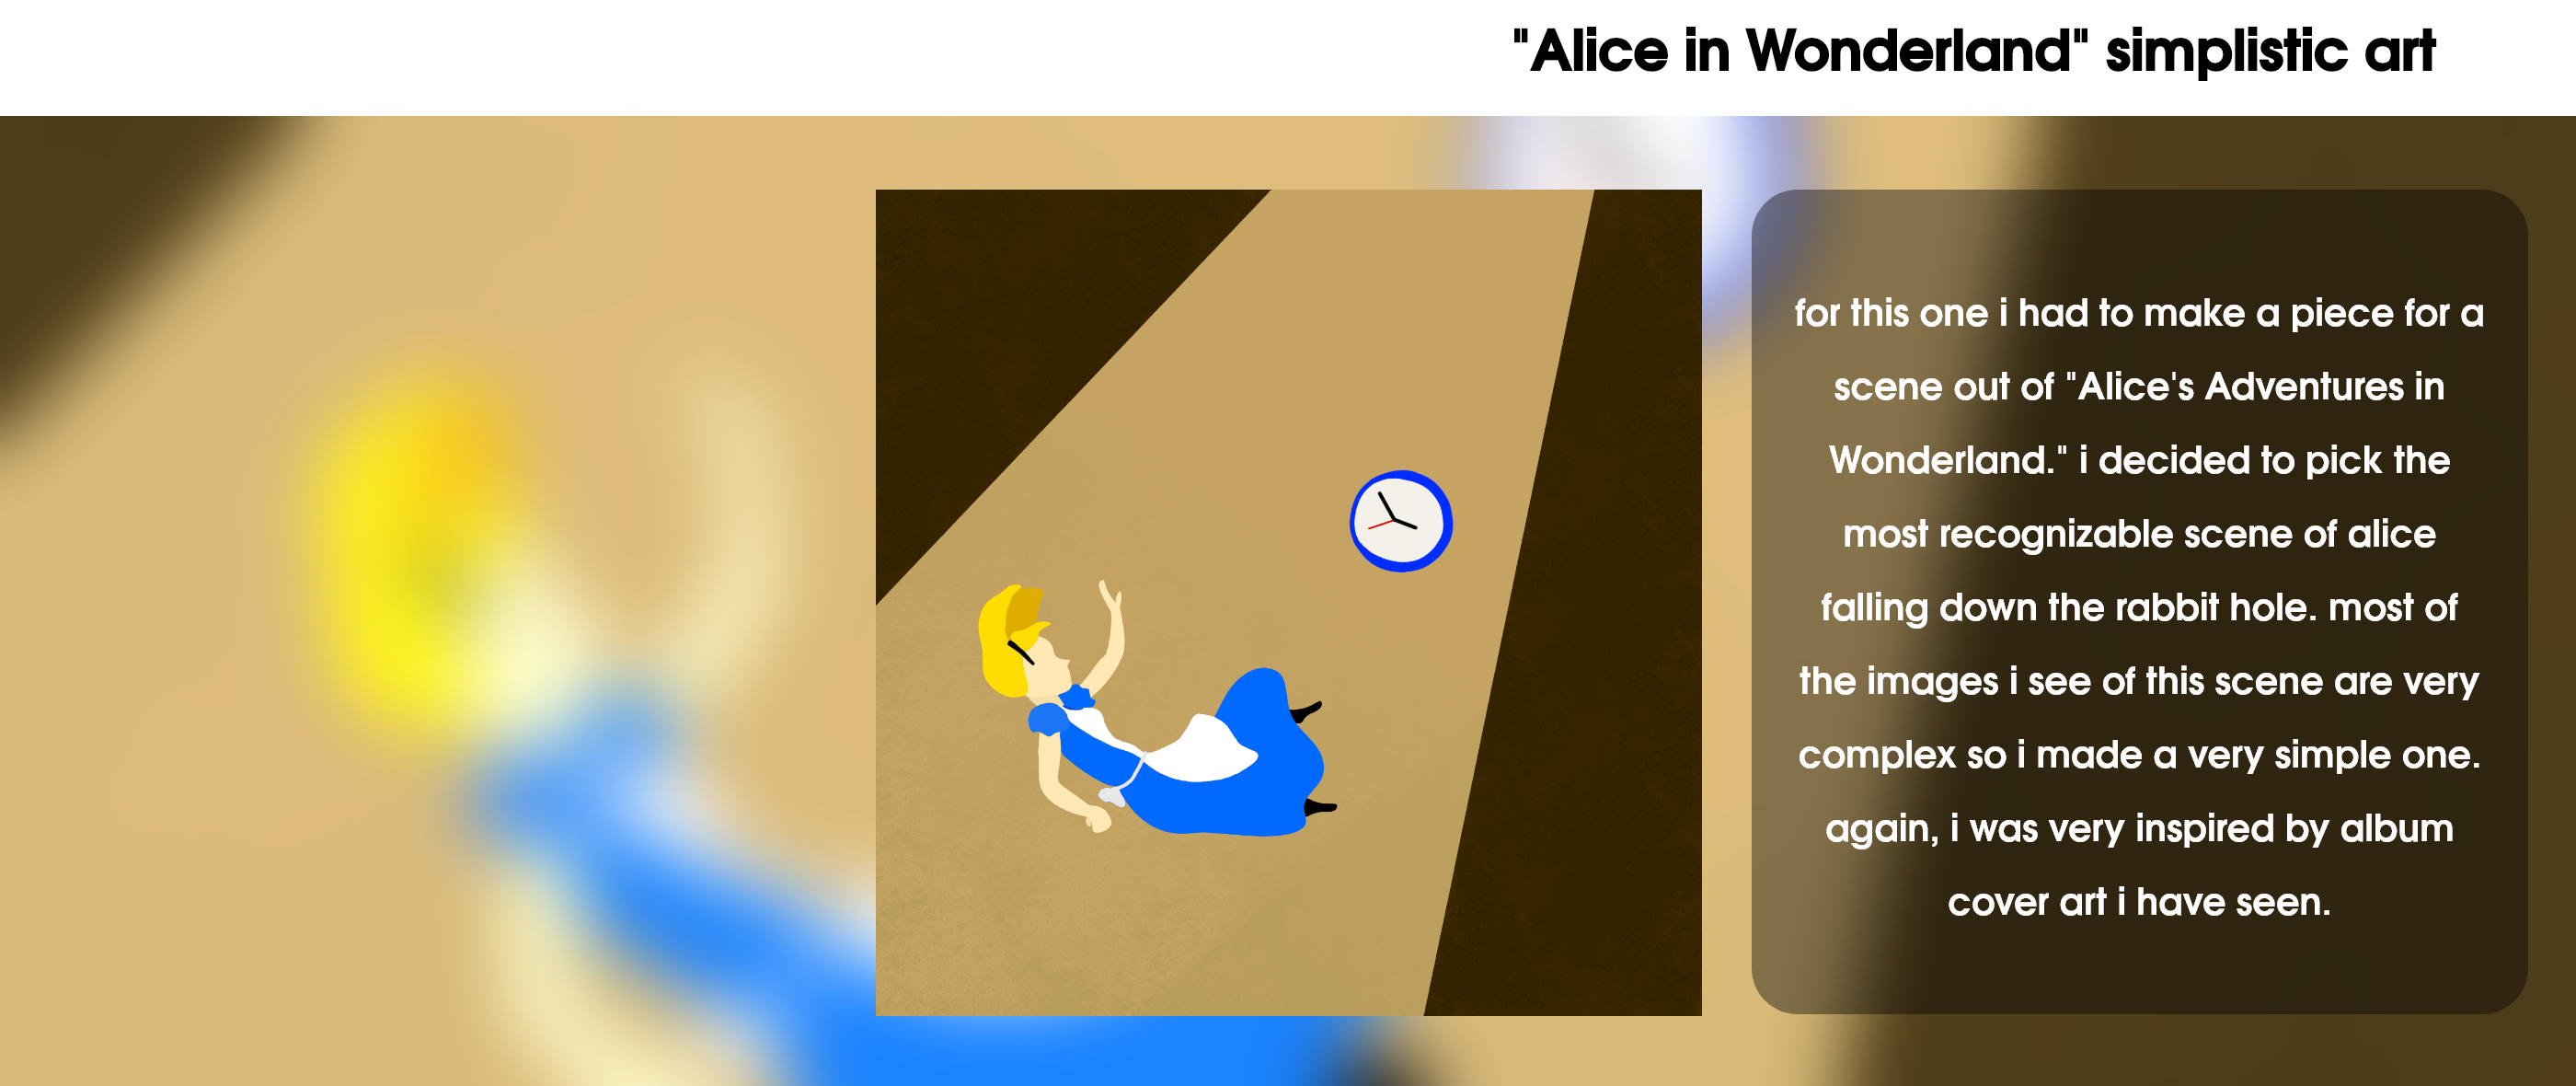 "Alice in Wonderland" simplistic art
for this one i had to make a piece for a
scene out of "Alice's Adventures in
Wonderland." i decided to pick the
most recognizable scene of alice
falling down the rabbit hole. most of
the images i see of this scene are very
complex so i made a very simple one.
again, i was very inspired by album
cover art i have seen.